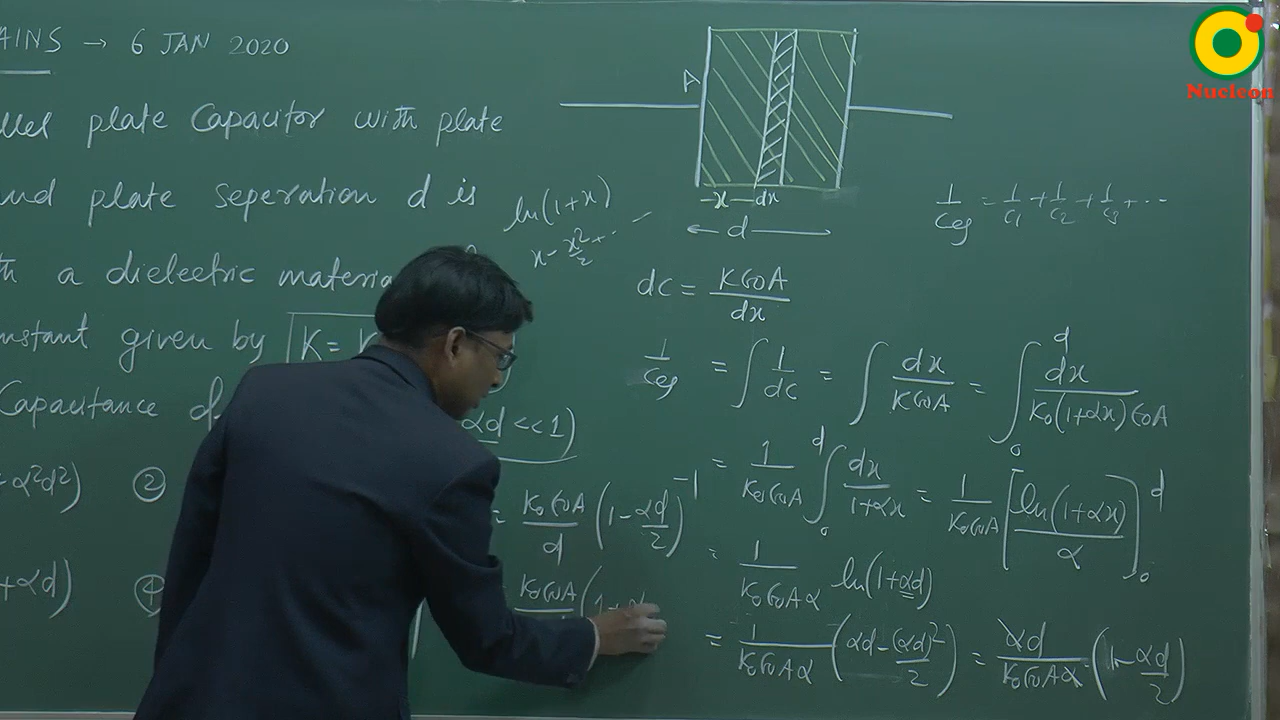 AINS → 6 JAN 2020
Nucleon
plate Capacitor with plate
plate seperation d is
a dielectric
given by K =
Capacitance of
αd << 1)
+ α²d²) ②
+ αd) ④
= K₀ε₀A/d (1 - αd/2)⁻¹
K₀ε₀A (1 + α
ln(1+x)
x - x²/2 + ··
A
x dx
← d →
1/Ceq = 1/C1 + 1/C2 + 1/C3 + ···
dc = Kε₀A/dx
1/Ceq = ∫ 1/dc = ∫ dx/Kε₀A = ∫₀ᵈ dx/K₀(1+αx)ε₀A
= 1/K₀ε₀A ∫₀ᵈ dx/1+αx = 1/K₀ε₀A [ln(1+αx)/α]₀ᵈ
= 1/K₀ε₀Aα ln(1+αd)
= 1/K₀ε₀Aα (αd - (αd)²/2) = αd/K₀ε₀Aα (1 - αd/2)